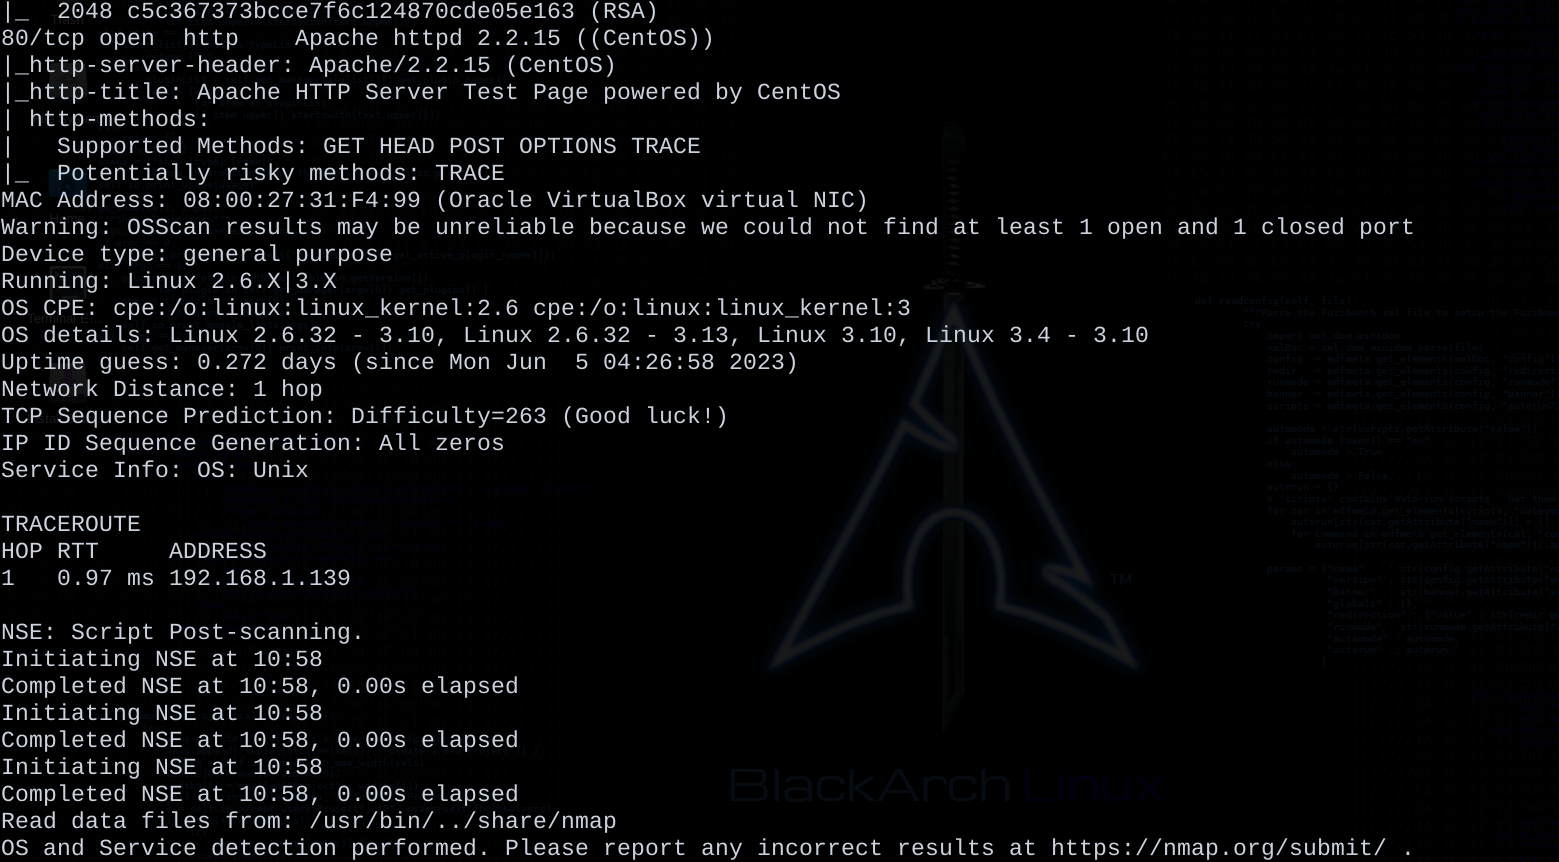 |_  2048 c5c367373bcce7f6c124870cde05e163 (RSA)
80/tcp open  http    Apache httpd 2.2.15 ((CentOS))
|_http-server-header: Apache/2.2.15 (CentOS)
|_http-title: Apache HTTP Server Test Page powered by CentOS
| http-methods:
|   Supported Methods: GET HEAD POST OPTIONS TRACE
|_  Potentially risky methods: TRACE
MAC Address: 08:00:27:31:F4:99 (Oracle VirtualBox virtual NIC)
Warning: OSScan results may be unreliable because we could not find at least 1 open and 1 closed port
Device type: general purpose
Running: Linux 2.6.X|3.X
OS CPE: cpe:/o:linux:linux_kernel:2.6 cpe:/o:linux:linux_kernel:3
OS details: Linux 2.6.32 - 3.10, Linux 2.6.32 - 3.13, Linux 3.10, Linux 3.4 - 3.10
Uptime guess: 0.272 days (since Mon Jun  5 04:26:58 2023)
Network Distance: 1 hop
TCP Sequence Prediction: Difficulty=263 (Good luck!)
IP ID Sequence Generation: All zeros
Service Info: OS: Unix

TRACEROUTE
HOP RTT     ADDRESS
1   0.97 ms 192.168.1.139

NSE: Script Post-scanning.
Initiating NSE at 10:58
Completed NSE at 10:58, 0.00s elapsed
Initiating NSE at 10:58
Completed NSE at 10:58, 0.00s elapsed
Initiating NSE at 10:58
Completed NSE at 10:58, 0.00s elapsed
Read data files from: /usr/bin/../share/nmap
OS and Service detection performed. Please report any incorrect results at https://nmap.org/submit/ .
TM
BlackArch Linux